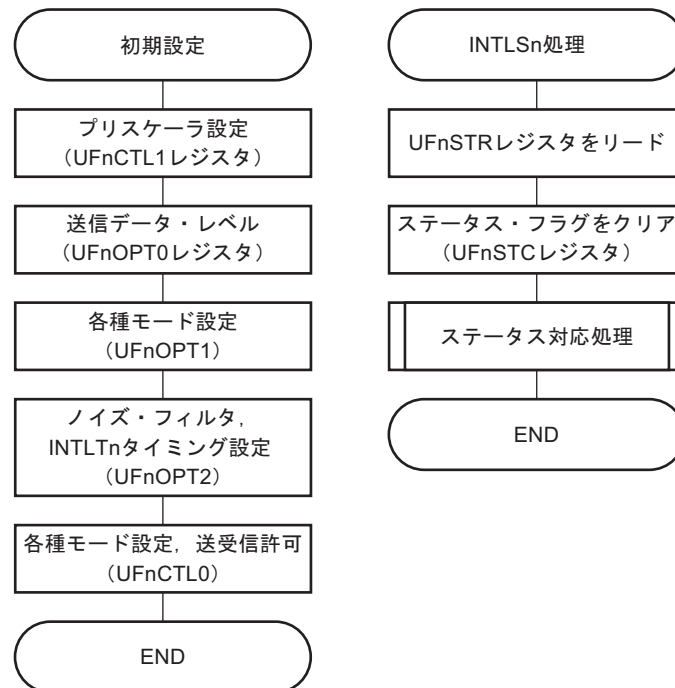 初期設定
プリスケーラ設定
（UFnCTL1レジスタ）
送信データ・レベル
（UFnOPT0レジスタ）
各種モード設定
（UFnOPT1）
ノイズ・フィルタ，
INTLTnタイミング設定
（UFnOPT2）
各種モード設定，送受信許可
（UFnCTL0）
END
INTLSn処理
UFnSTRレジスタをリード
ステータス・フラグをクリア
（UFnSTCレジスタ）
ステータス対応処理
END